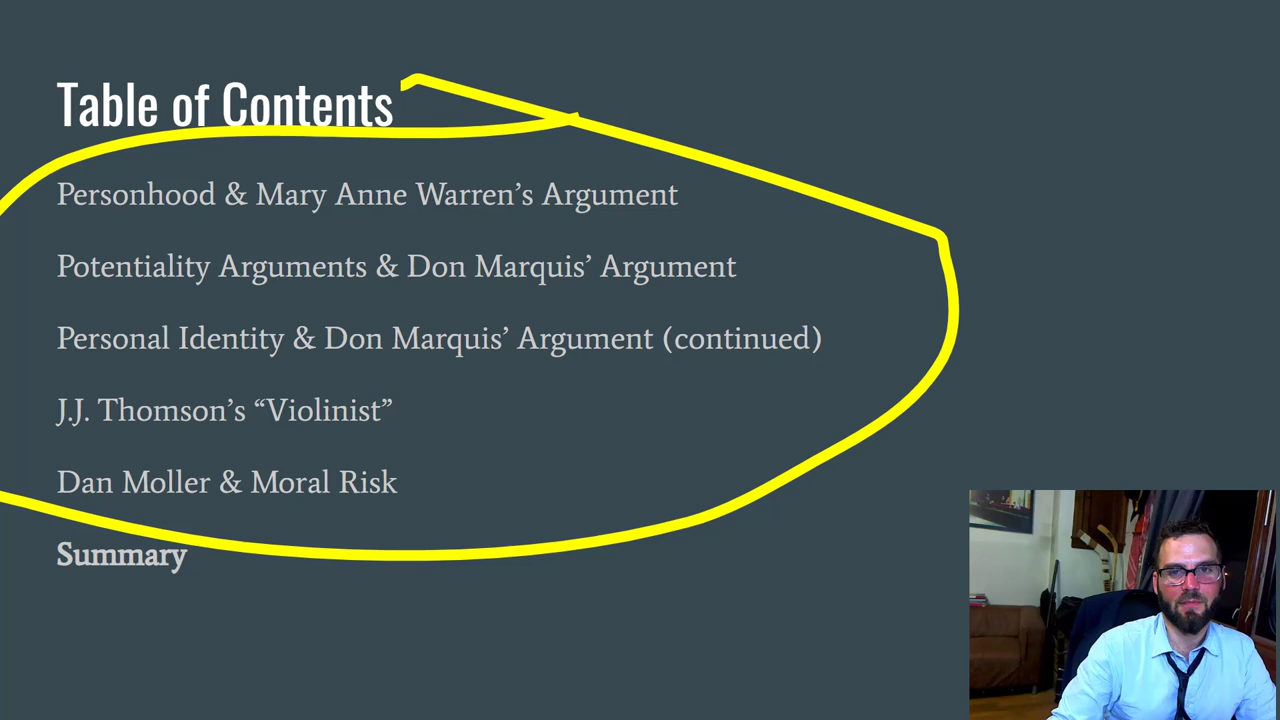 Table of Contents
Personhood & Mary Anne Warren’s Argument
Potentiality Arguments & Don Marquis’ Argument
Personal Identity & Don Marquis’ Argument (continued)
J.J. Thomson’s “Violinist”
Dan Moller & Moral Risk
Summary